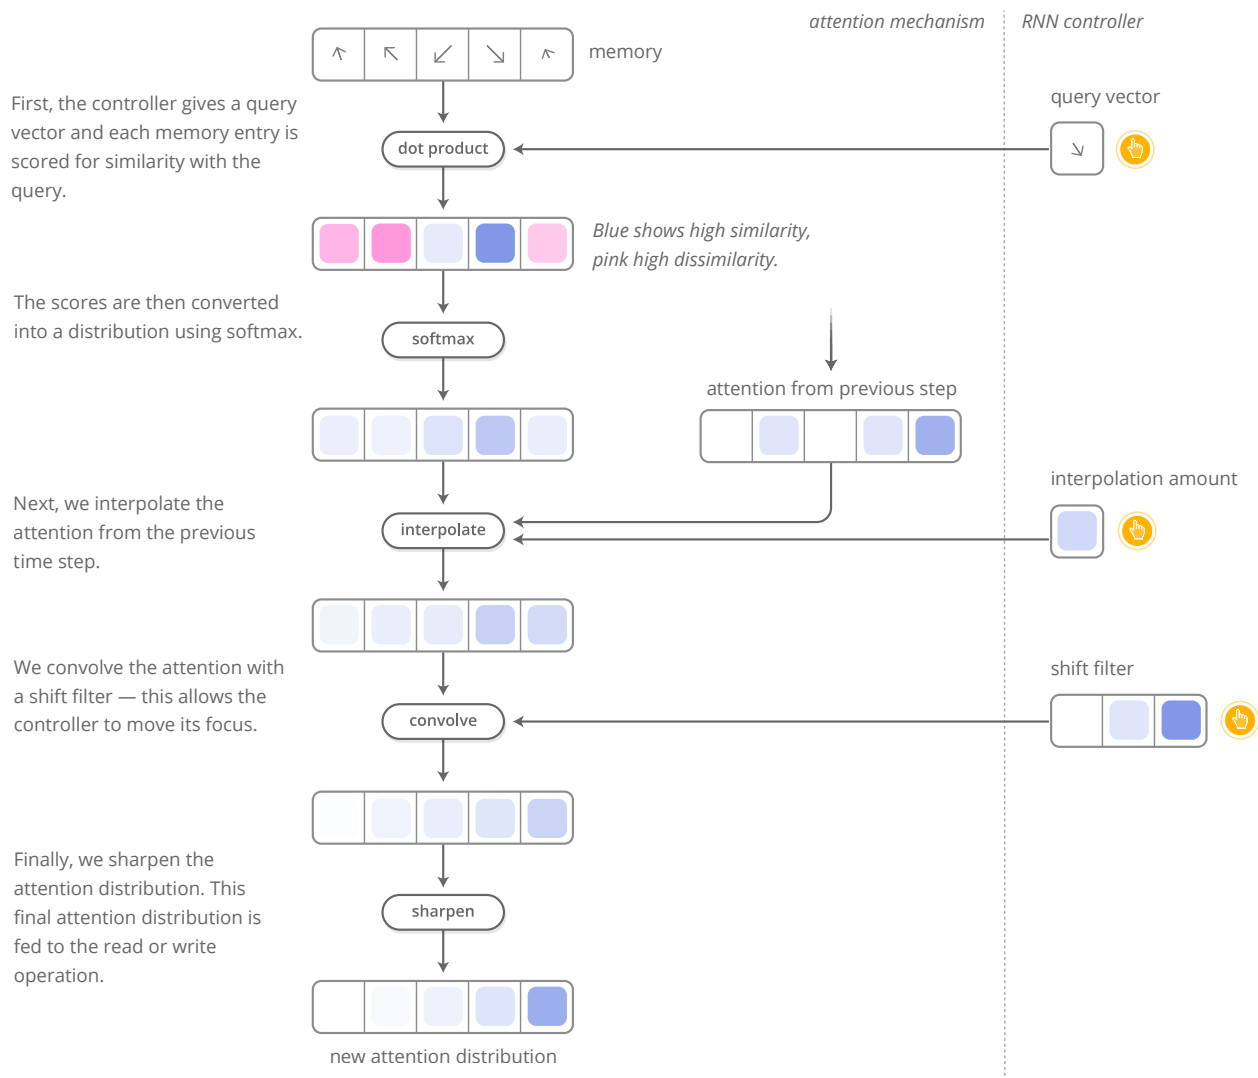 attention mechanism
RNN controller
memory
First, the controller gives a query
vector and each memory entry is
scored for similarity with the
query.
query vector
dot product
Blue shows high similarity,
pink high dissimilarity.
The scores are then converted
into a distribution using softmax.
softmax
attention from previous step
Next, we interpolate the
attention from the previous
time step.
interpolation amount
interpolate
We convolve the attention with
a shift filter — this allows the
controller to move its focus.
shift filter
convolve
Finally, we sharpen the
attention distribution. This
final attention distribution is
fed to the read or write
operation.
sharpen
new attention distribution